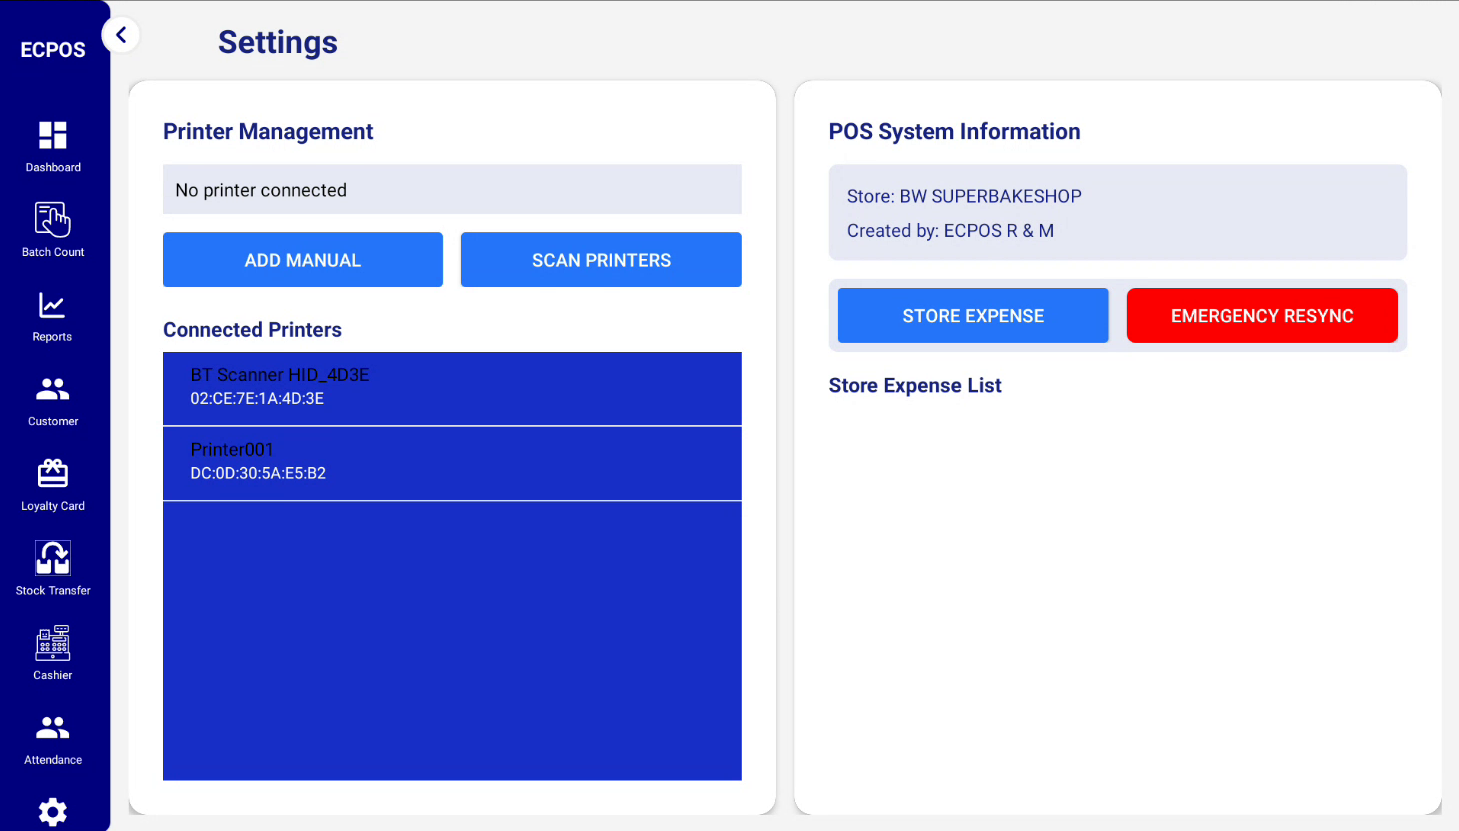 ECPOS
Dashboard
Batch Count
Reports
Customer
Loyalty Card
Stock Transfer
Cashier
Attendance
Settings
Printer Management
No printer connected
ADD MANUAL
SCAN PRINTERS
Connected Printers
BT Scanner HID_4D3E
02:CE:7E:1A:4D:3E
Printer001
DC:0D:30:5A:E5:B2
POS System Information
Store: BW SUPERBAKESHOP
Created by: ECPOS R & M
STORE EXPENSE
EMERGENCY RESYNC
Store Expense List